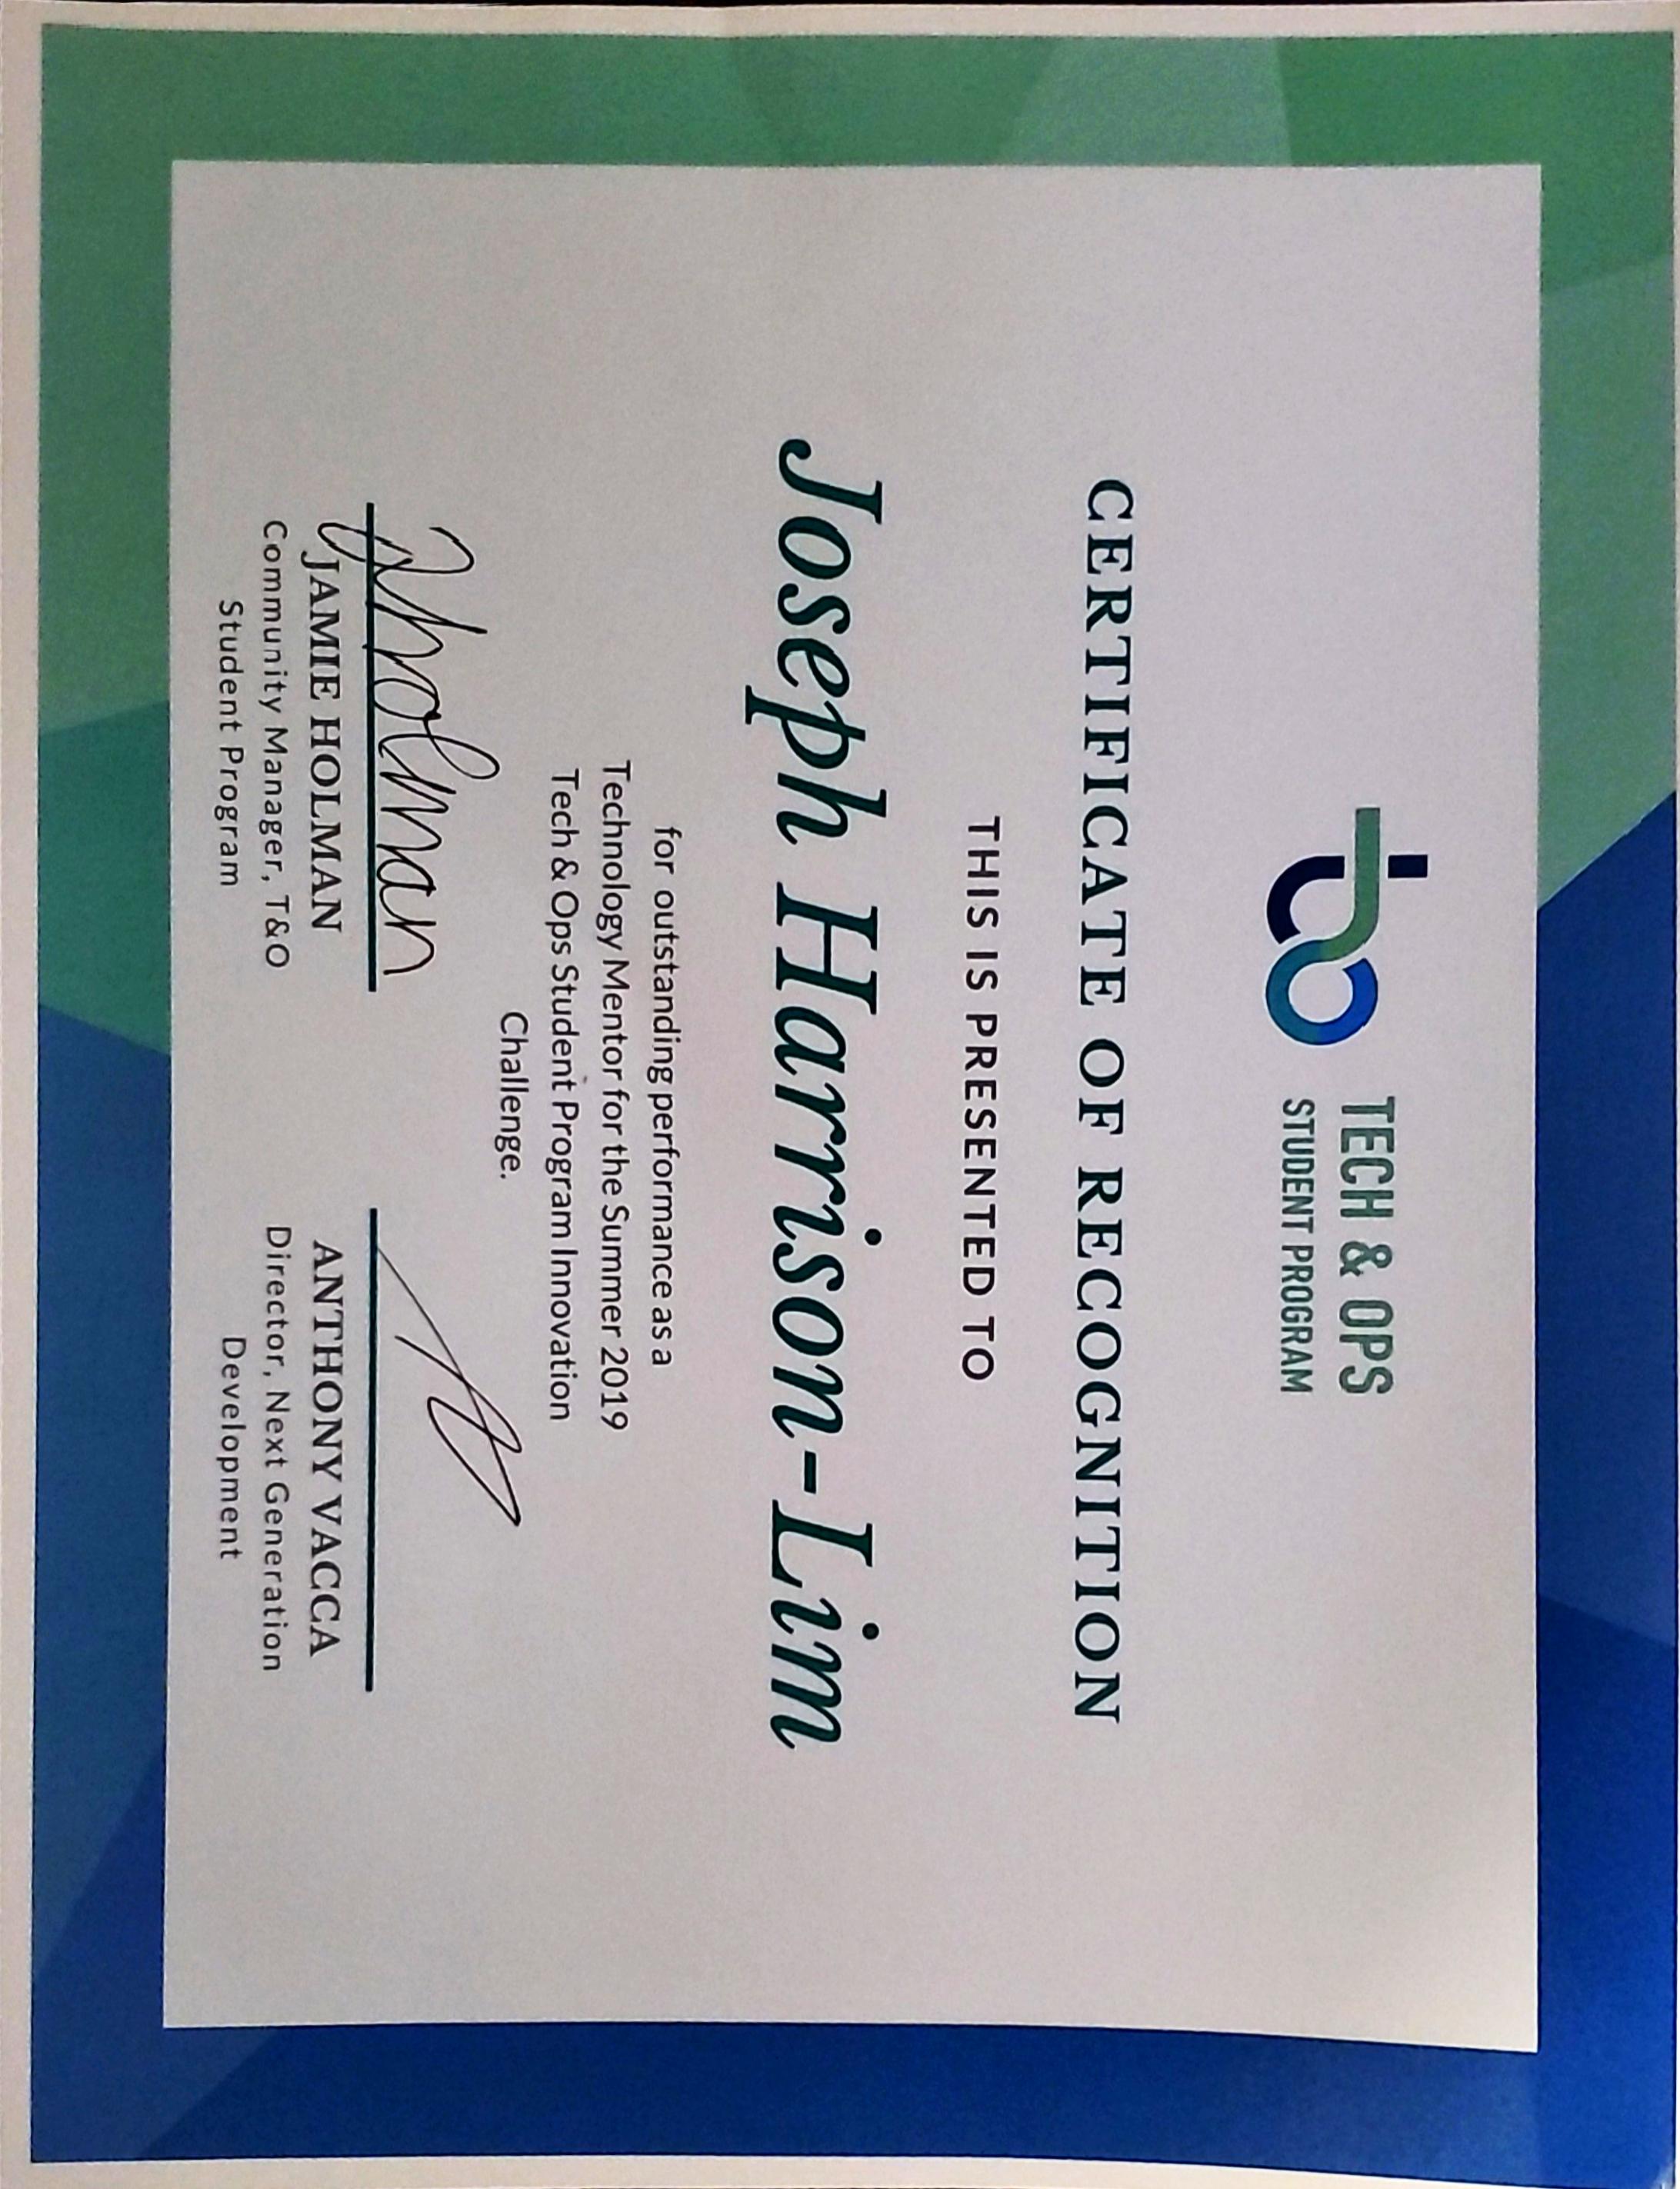 TECH & OPS
STUDENT PROGRAM
CERTIFICATE OF RECOGNITION
THIS IS PRESENTED TO
Joseph Harrison-Lim
for outstanding performance as a
Technology Mentor for the Summer 2019
Tech & Ops Student Program Innovation
Challenge.
Jholman
JAMIE HOLMAN
Community Manager, T&O
Student Program
ANTHONY VACCA
Director, Next Generation
Development